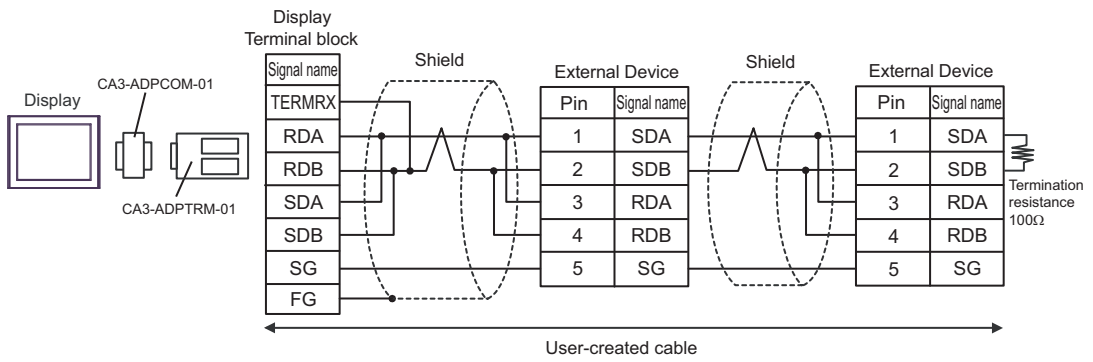 Display
Terminal block
Signal name
TERMRX
RDA
RDB
SDA
SDB
SG
FG
Display
CA3-ADPCOM-01
CA3-ADPTRM-01
Shield
External Device
Pin Signal name
1 SDA
2 SDB
3 RDA
4 RDB
5 SG
Shield
External Device
Pin Signal name
1 SDA
2 SDB
3 RDA
4 RDB
5 SG
Termination
resistance
100Ω
User-created cable